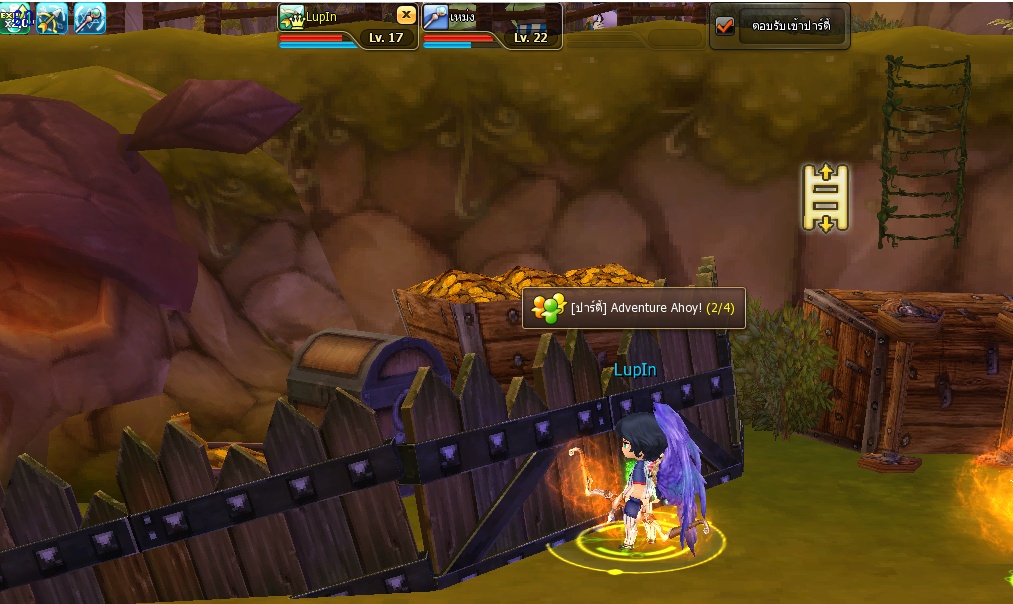 LupIn
Lv. 17
เหมง
Lv. 22
ตอบรับเข้าปาร์ตี้
[ปาร์ตี้] Adventure Ahoy! (2/4)
LupIn